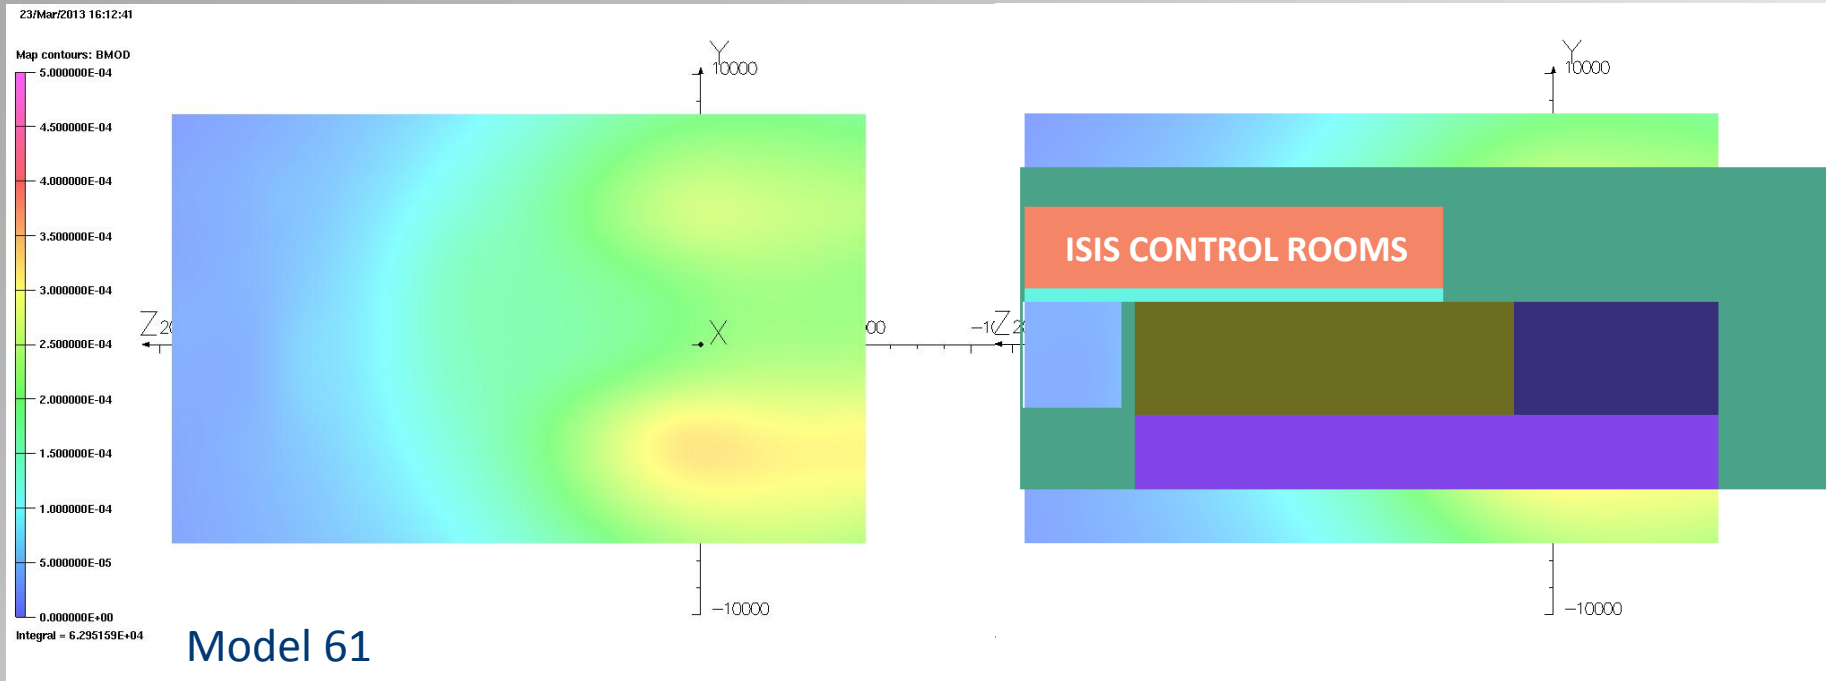 23/Mar/2013 16:12:41
Map contours: BMOD
5.000000E-04
4.500000E-04
4.000000E-04
3.500000E-04
3.000000E-04
2.500000E-04
2.000000E-04
1.500000E-04
1.000000E-04
5.000000E-05
0.000000E+00
Integral = 6.295159E+04
Y
10000
Z
X
-10000
Model 61
Y
10000
ISIS CONTROL ROOMS
Z
-10000